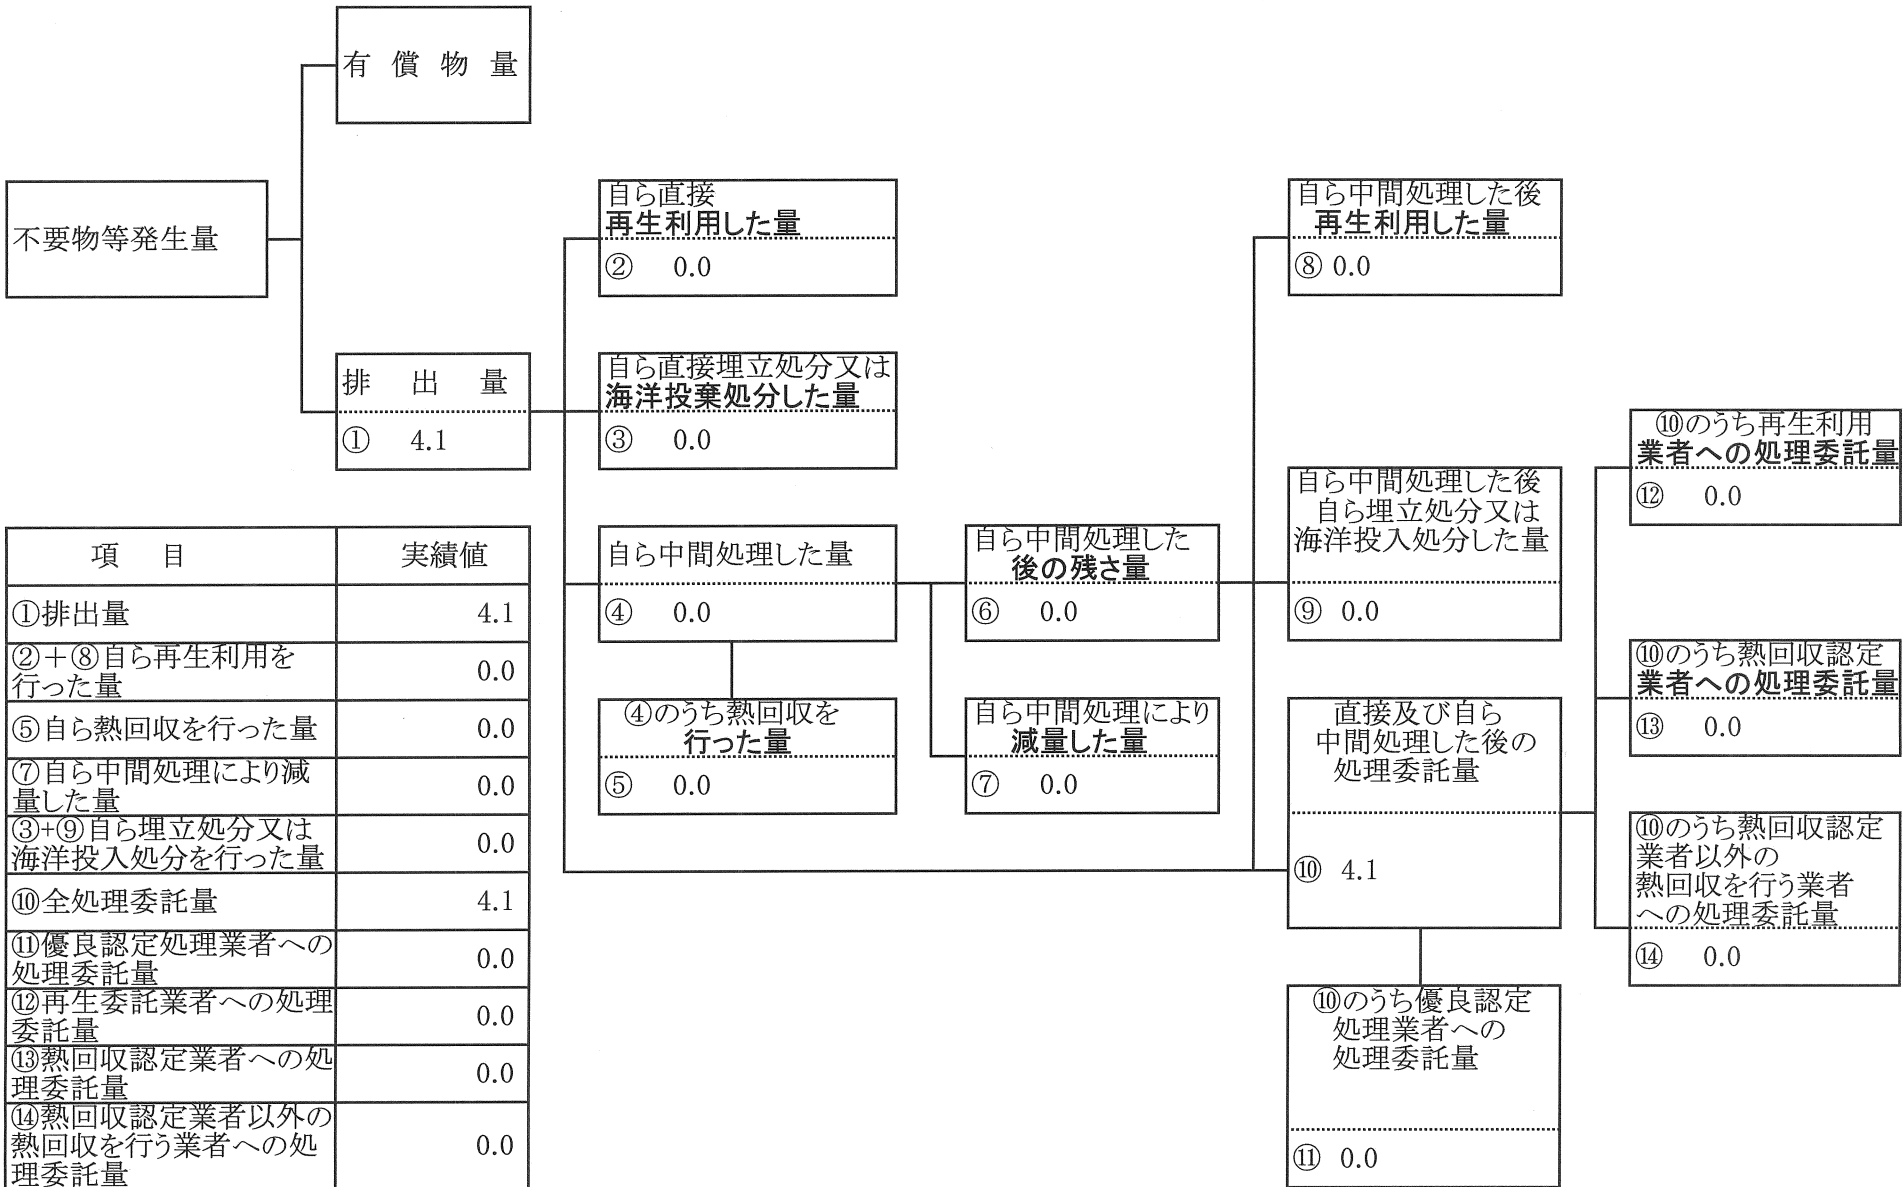 有償物量
不要物等発生量
排出量
① 4.1
自ら直接
再生利用した量
② 0.0
自ら直接埋立処分又は
海洋投棄処分した量
③ 0.0
自ら中間処理した量
④ 0.0
④のうち熱回収を
行った量
⑤ 0.0
自ら中間処理した
後の残さ量
⑥ 0.0
自ら中間処理により
減量した量
⑦ 0.0
自ら中間処理した後
再生利用した量
⑧ 0.0
自ら中間処理した後
自ら埋立処分又は
海洋投入処分した量
⑨ 0.0
直接及び自ら
中間処理した後の
処理委託量
⑩ 4.1
⑩のうち優良認定
処理業者への
処理委託量
⑪ 0.0
⑩のうち再生利用
業者への処理委託量
⑫ 0.0
⑩のうち熱回収認定
業者への処理委託量
⑬ 0.0
⑩のうち熱回収認定
業者以外の
熱回収を行う業者
への処理委託量
⑭ 0.0
項目 実績値
①排出量 4.1
②+⑧自ら再生利用を
行った量 0.0
⑤自ら熱回収を行った量 0.0
⑦自ら中間処理により減
量した量 0.0
③+⑨自ら埋立処分又は
海洋投入処分を行った量 0.0
⑩全処理委託量 4.1
⑪優良認定処理業者への
処理委託量 0.0
⑫再生委託業者への処理
委託量 0.0
⑬熱回収認定業者への処
理委託量 0.0
⑭熱回収認定業者以外の
熱回収を行う業者への処
理委託量 0.0